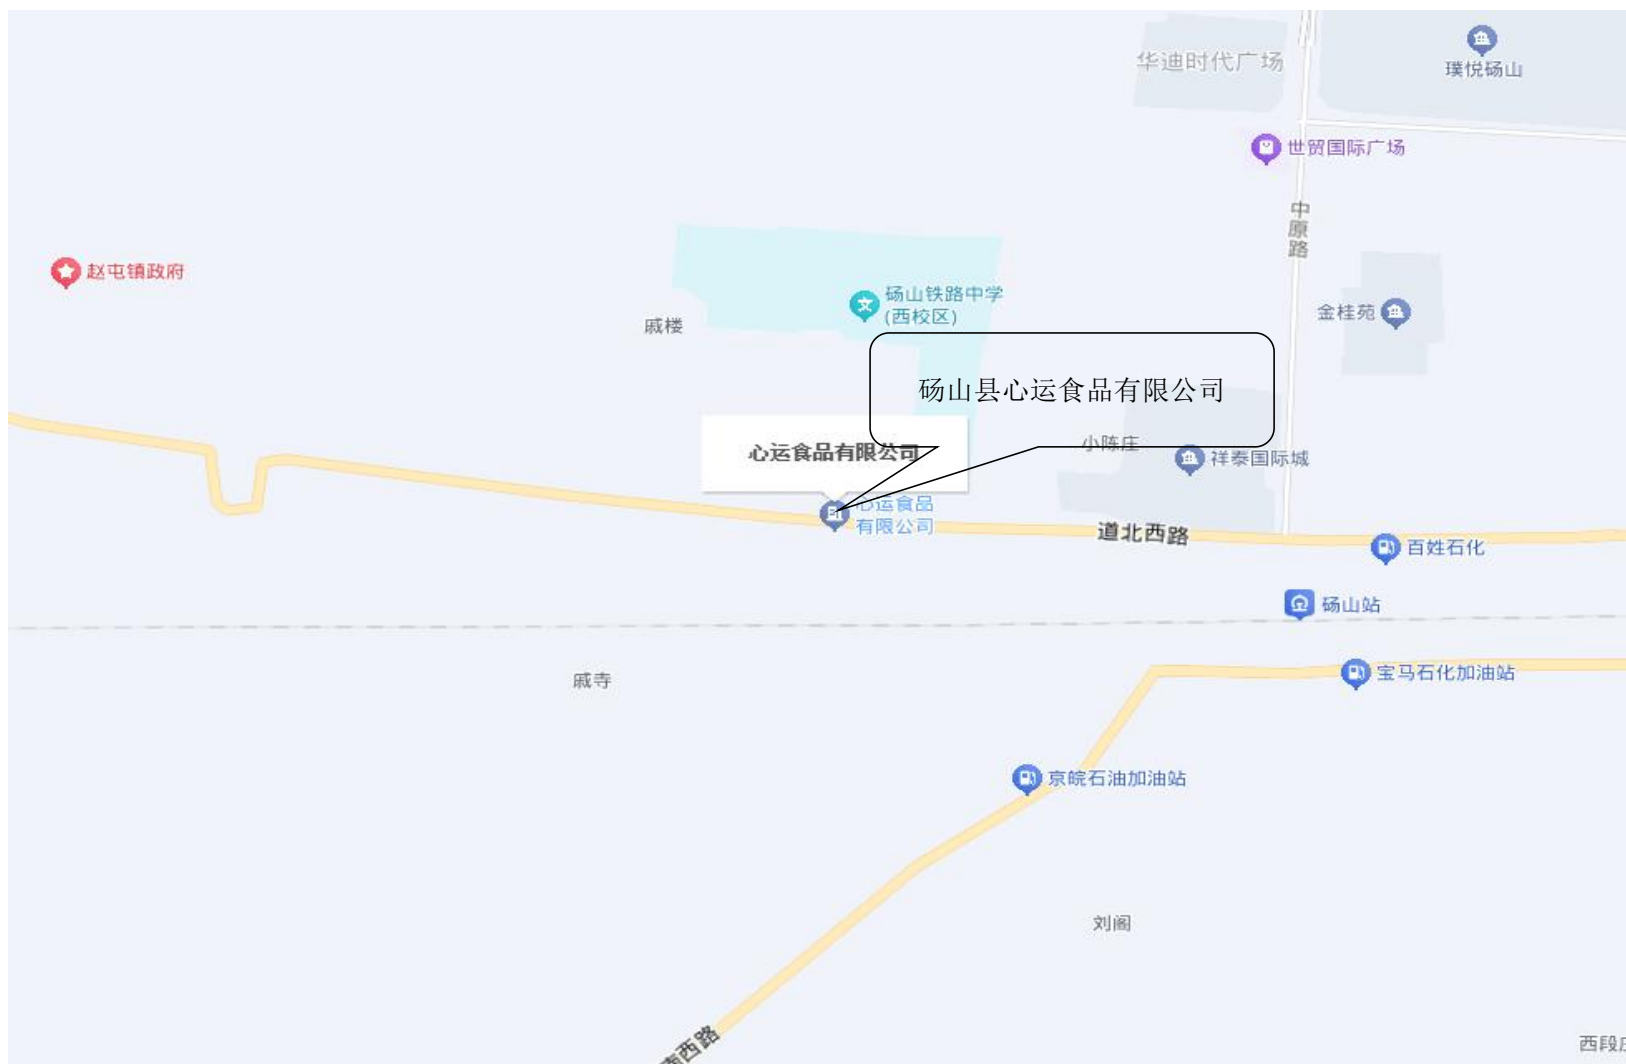 华迪时代广场
璞悦砀山
世贸国际广场
中原路
赵屯镇政府
砀山铁路中学
(西校区)
金桂苑
戚楼
砀山县心运食品有限公司
小陈庄
心运食品有限公司
祥泰国际城
心运食品
有限公司
道北西路
百姓石化
砀山站
宝马石化加油站
戚寺
京皖石油加油站
刘阁
南西路
西段庄